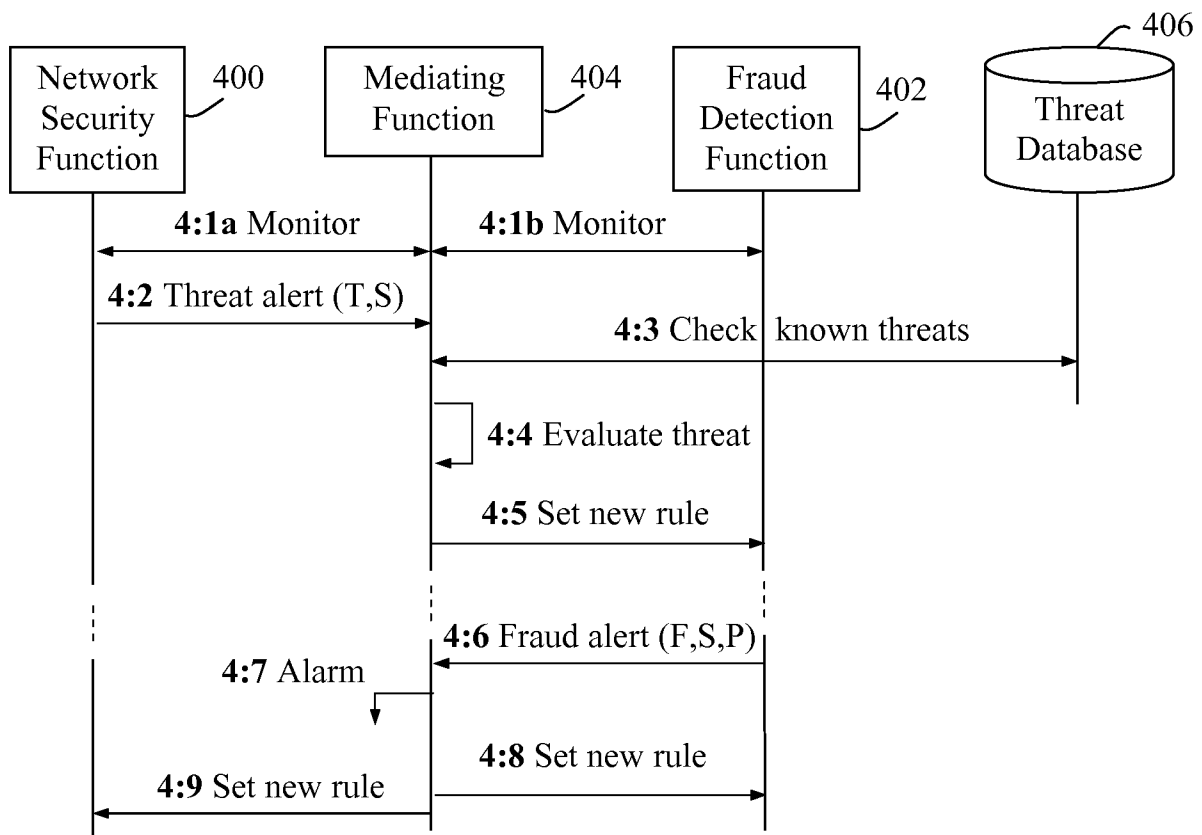 406
Network
Security
Function
400
Mediating
Function
404
Fraud
Detection
Function
402
Threat
Database
4:1a Monitor
4:1b Monitor
4:2 Threat alert (T,S)
4:3 Check known threats
4:4 Evaluate threat
4:5 Set new rule
4:6 Fraud alert (F,S,P)
4:7 Alarm
4:8 Set new rule
4:9 Set new rule